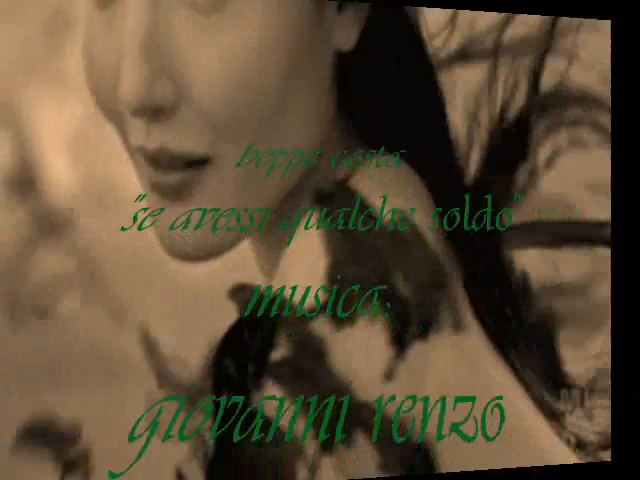 beppe costa
"se avessi qualche soldo"
musica:
giovanni renzo